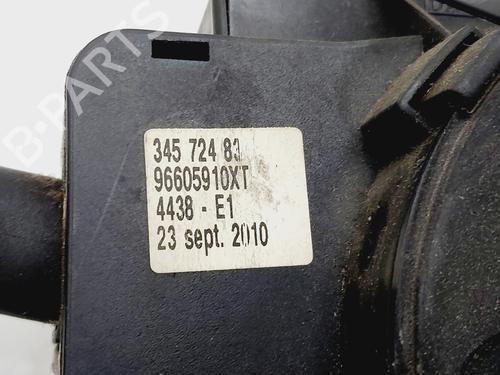 345 724 83
96605910XT
4438 - E1
23 sept. 2010
B-PARTS